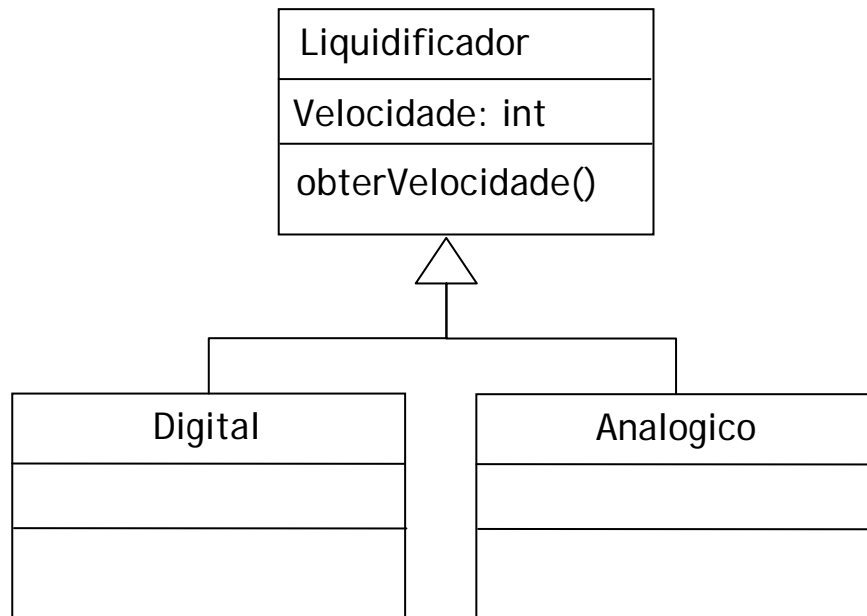 Liquidificador
Velocidade: int
obterVelocidade()
Digital
Analogico